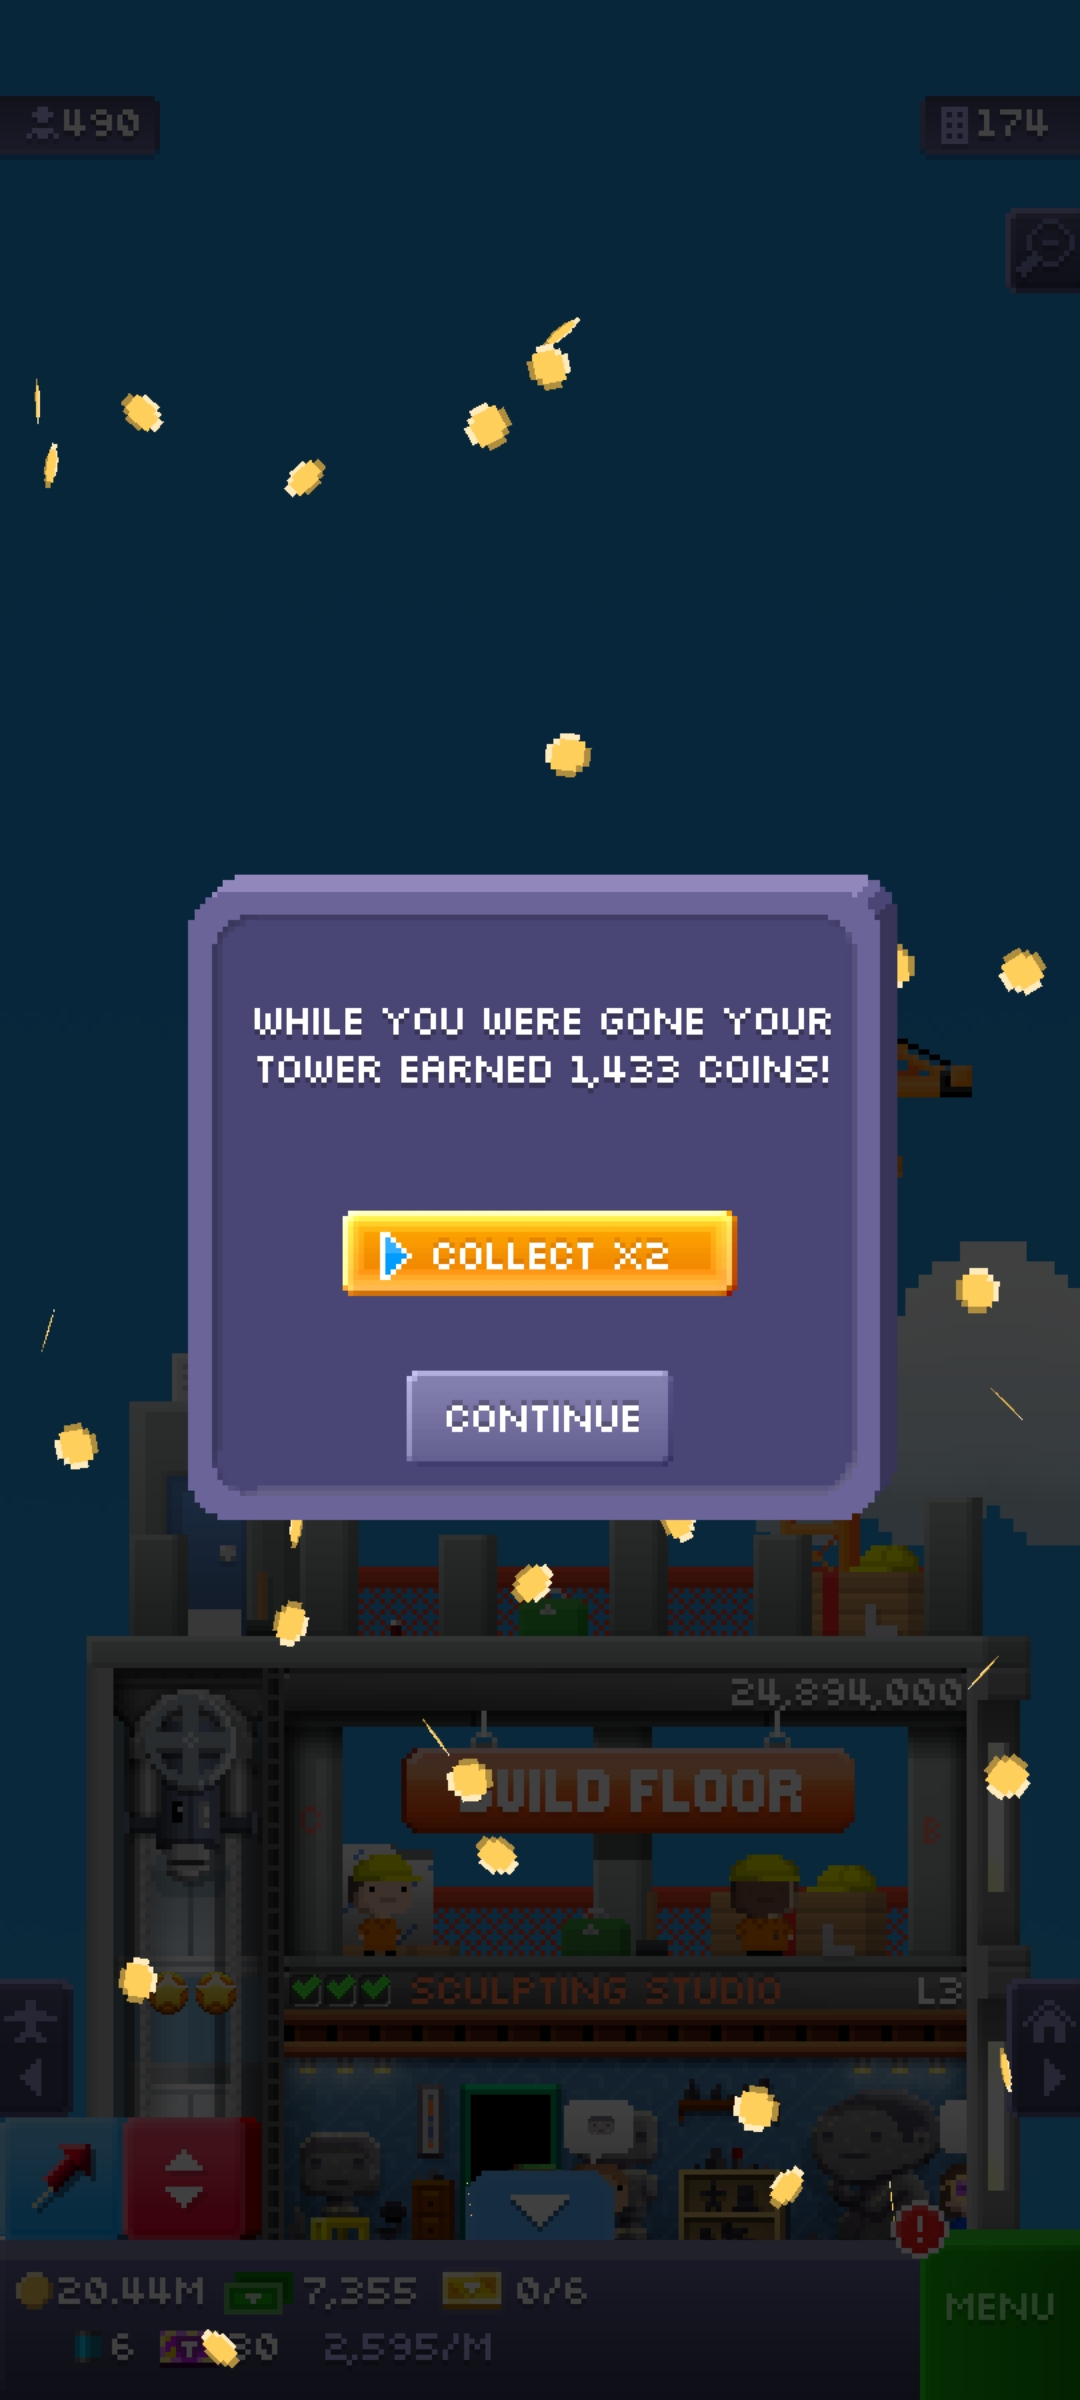 490
174
WHILE YOU WERE GONE YOUR
TOWER EARNED 1,433 COINS!
COLLECT X2
CONTINUE
24,894,000
BUILD FLOOR
C
B
SCULPTING STUDIO
L3
20.44M
7,355
0/6
6
T
30
2,595/M
MENU